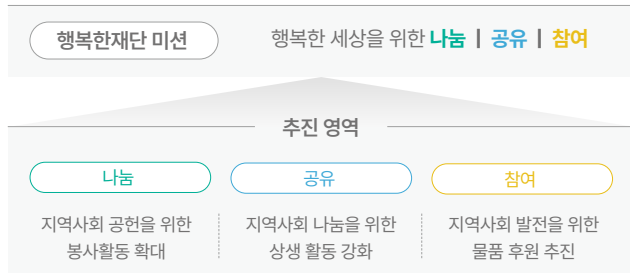 행복한재단 미션
행복한 세상을 위한 나눔 | 공유 | 참여
추진 영역
나눔
공유
참여
지역사회 공헌을 위한
봉사활동 확대
지역사회 나눔을 위한
상생 활동 강화
지역사회 발전을 위한
물품 후원 추진